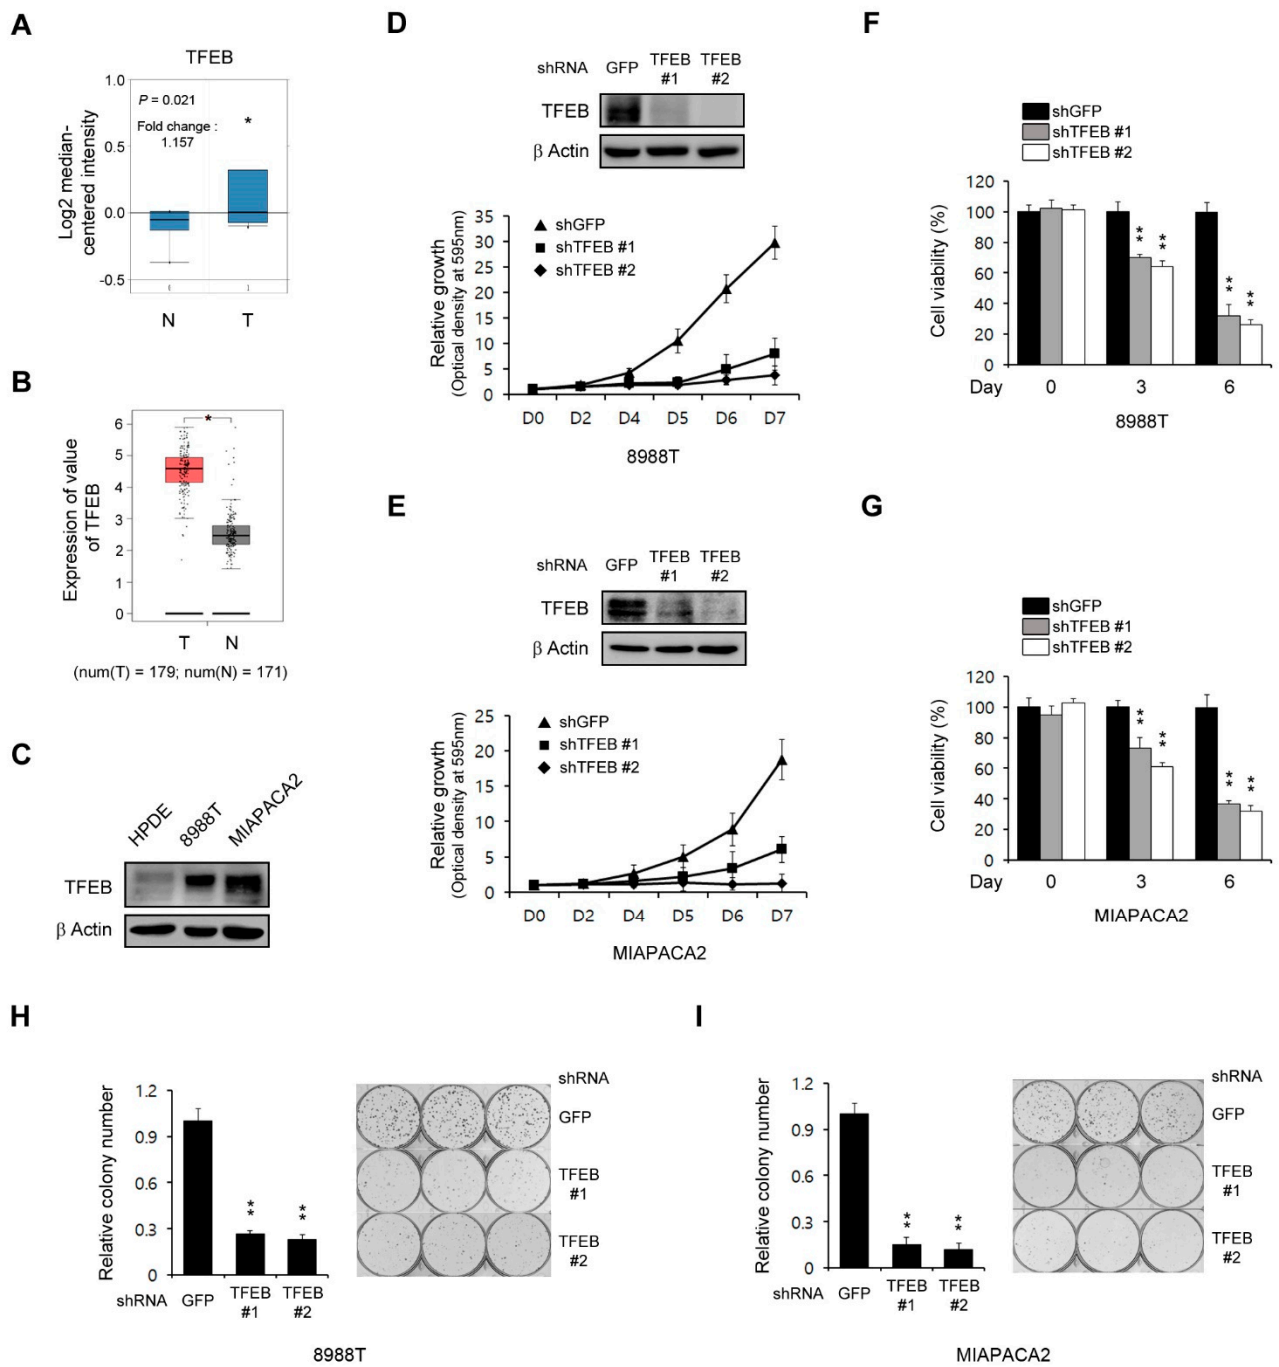 A
TFEB
1.0
0.5
0.0
-0.5
Log2 median-
centered intensity
P = 0.021
Fold change :
1.157
*
N T
B
6
5
4
3
2
1
0
Expression of value
of TFEB
*
T N
(num(T) = 179; num(N) = 171)
C
HPDE 8988T MIAPACA2
TFEB
β Actin
D
shRNA GFP TFEB #1 TFEB #2
TFEB
β Actin
35
30
25
20
15
10
5
0
Relative growth
(Optical density at 595nm)
shGFP
shTFEB #1
shTFEB #2
D0 D2 D4 D5 D6 D7
8988T
E
shRNA GFP TFEB #1 TFEB #2
TFEB
β Actin
25
20
15
10
5
0
Relative growth
(Optical density at 595nm)
shGFP
shTFEB #1
shTFEB #2
D0 D2 D4 D5 D6 D7
MIAPACA2
F
shGFP
shTFEB #1
shTFEB #2
120
100
80
60
40
20
0
Cell viability (%)
** ** ** **
Day 0 3 6
8988T
G
shGFP
shTFEB #1
shTFEB #2
120
100
80
60
40
20
0
Cell viability (%)
** ** ** **
Day 0 3 6
MIAPACA2
H
1.2
0.9
0.6
0.3
0
Relative colony number
** **
shRNA GFP TFEB #1 TFEB #2
shRNA
GFP
TFEB
#1
TFEB
#2
8988T
I
1.2
0.9
0.6
0.3
0
Relative colony number
** **
shRNA GFP TFEB #1 TFEB #2
shRNA
GFP
TFEB
#1
TFEB
#2
MIAPACA2